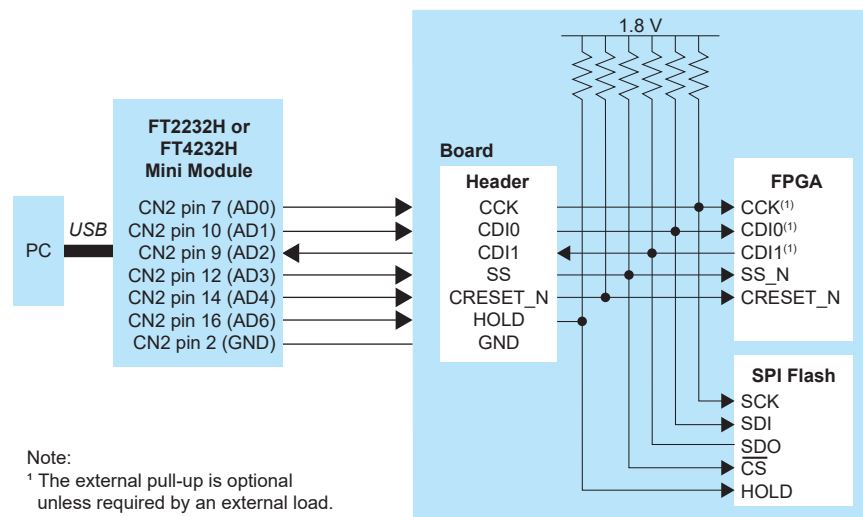 1.8 V
FT2232H or
FT4232H
Mini Module
CN2 pin 7 (AD0)
CN2 pin 10 (AD1)
CN2 pin 9 (AD2)
CN2 pin 12 (AD3)
CN2 pin 14 (AD4)
CN2 pin 16 (AD6)
CN2 pin 2 (GND)
PC
USB
Board
Header
CCK
CDI0
CDI1
SS
CRESET_N
HOLD
GND
FPGA
CCK(1)
CDI0(1)
CDI1(1)
SS_N
CRESET_N
SPI Flash
SCK
SDI
SDO
CS
HOLD
Note:
¹ The external pull-up is optional
unless required by an external load.